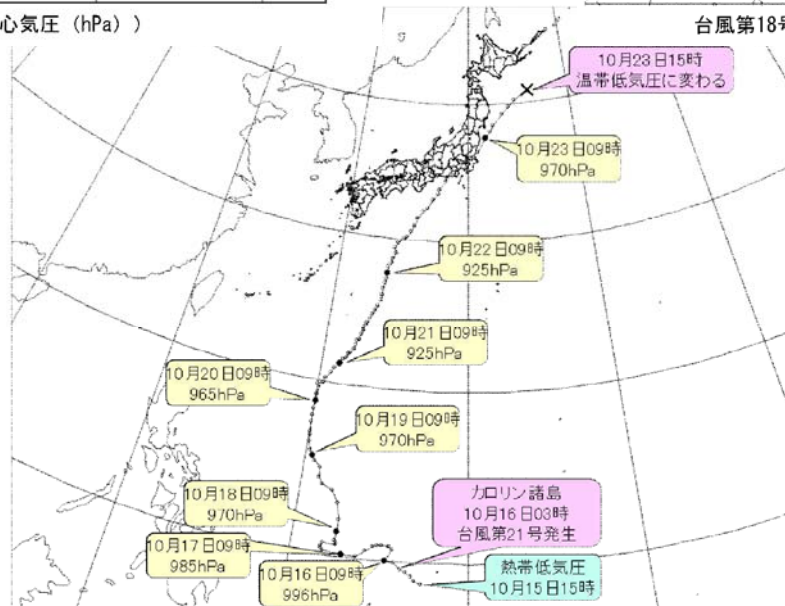 心気圧（hPa））
台風第18号
10月23日15時
温帯低気圧に変わる
10月23日09時
970hPa
10月22日09時
925hPa
10月21日09時
925hPa
10月20日09時
965hPa
10月19日09時
970hPa
10月18日09時
970hPa
カロリン諸島
10月16日03時
台風第21号発生
10月17日09時
985hPa
熱帯低気圧
10月15日15時
10月16日09時
996hPa